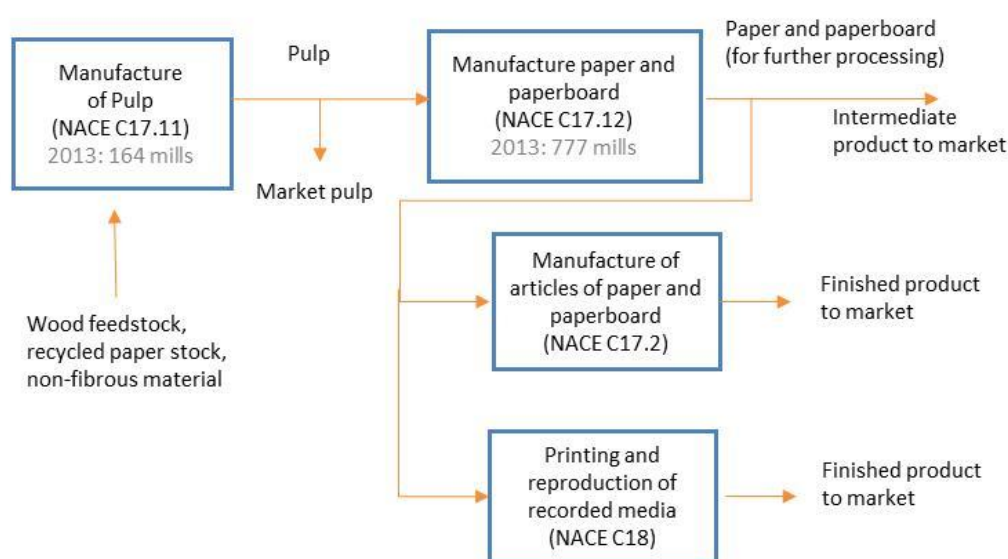 Manufacture
of Pulp
(NACE C17.11)
2013: 164 mills
Pulp
Market pulp
Manufacture paper and
paperboard
(NACE C17.12)
2013: 777 mills
Paper and paperboard
(for further processing)
Intermediate
product to market
Wood feedstock,
recycled paper stock,
non-fibrous material
Manufacture of
articles of paper and
paperboard
(NACE C17.2)
Finished product
to market
Printing and
reproduction of
recorded media
(NACE C18)
Finished product
to market